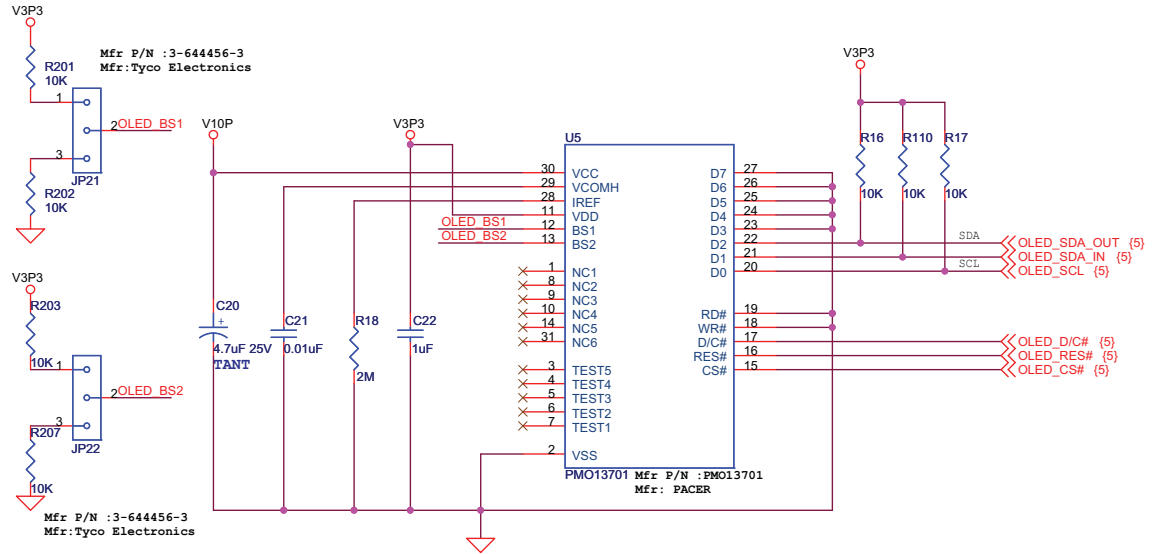 V3P3
R201
10K
Mfr P/N :3-644456-3
Mfr:Tyco Electronics
1
2
OLED_BS1
3
JP21
R202
10K
V3P3
R203
10K
1
2
OLED_BS2
3
R207
JP22
10K
Mfr P/N :3-644456-3
Mfr:Tyco Electronics
V10P
V3P3
C20
+
4.7uF 25V
TANT
C21
0.01uF
R18
2M
C22
1uF
OLED_BS1
OLED_BS2
U5
30 VCC
29 VCOMH
28 IREF
11 VDD
12 BS1
13 BS2
1 NC1
8 NC2
9 NC3
10 NC4
14 NC5
31 NC6
3 TEST5
4 TEST4
5 TEST3
6 TEST2
7 TEST1
2 VSS
D7 27
D6 26
D5 25
D4 24
D3 23
D2 22
D1 21
D0 20
RD# 19
WR# 18
D/C# 17
RES# 16
CS# 15
PMO13701
Mfr P/N :PMO13701
Mfr: PACER
V3P3
R16
R110
R17
10K
10K
10K
SDA
OLED_SDA_OUT {5}
OLED_SDA_IN {5}
SCL
OLED_SCL {5}
OLED_D/C# {5}
OLED_RES# {5}
OLED_CS# {5}